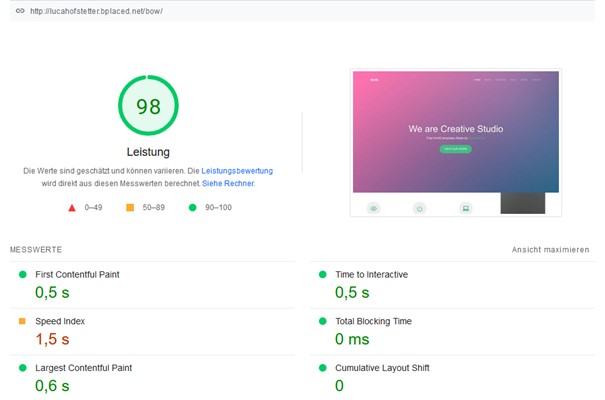 http://lucahofstetter.bplaced.net/bow/
98
Leistung
Die Werte sind geschätzt und können variieren. Die Leistungsbewertung
wird direkt aus diesen Messwerten berechnet. Siehe Rechner.
0–49
50–89
90–100
We are Creative Studio
MESSWERTE
Ansicht maximieren
First Contentful Paint
0,5 s
Time to Interactive
0,5 s
Speed Index
1,5 s
Total Blocking Time
0 ms
Largest Contentful Paint
0,6 s
Cumulative Layout Shift
0